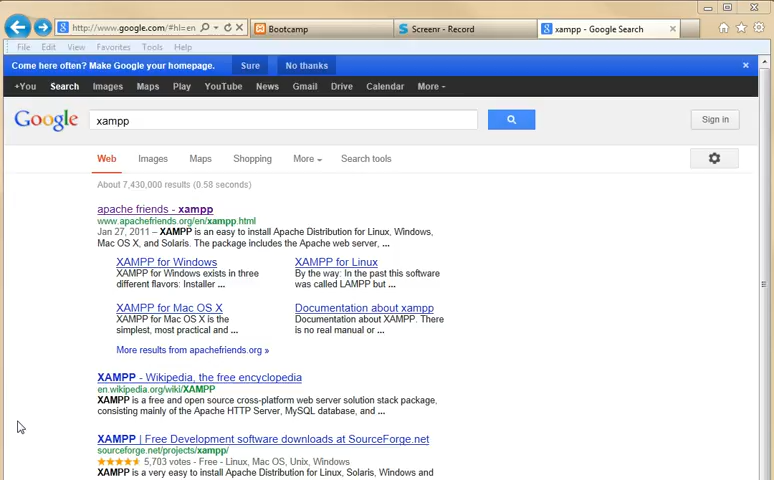 http://www.google.com/#hl=en
Bootcamp
Screenr - Record
xampp - Google Search
File Edit View Favorites Tools Help
Come here often? Make Google your homepage. Sure No thanks
+You Search Images Maps Play YouTube News Gmail Drive Calendar More
Google xampp Sign in
Web Images Maps Shopping More Search tools
About 7,430,000 results (0.58 seconds)
apache friends - xampp
www.apachefriends.org/en/xampp.html
Jan 27, 2011 – XAMPP is an easy to install Apache Distribution for Linux, Windows,
Mac OS X, and Solaris. The package includes the Apache web server, ...
XAMPP for Windows
XAMPP for Windows exists in three
different flavors: Installer ...
XAMPP for Linux
By the way: In the past this software
was called LAMPP but ...
XAMPP for Mac OS X
XAMPP for Mac OS X is the
simplest, most practical and ...
Documentation about xampp
Documentation about XAMPP. There
is no real manual or ...
More results from apachefriends.org »
XAMPP - Wikipedia, the free encyclopedia
en.wikipedia.org/wiki/XAMPP
XAMPP is a free and open source cross-platform web server solution stack package,
consisting mainly of the Apache HTTP Server, MySQL database, and ...
XAMPP | Free Development software downloads at SourceForge.net
sourceforge.net/projects/xampp/
5,703 votes - Free - Linux, Mac OS, Unix, Windows
XAMPP is a very easy to install Apache Distribution for Linux, Solaris, Windows and